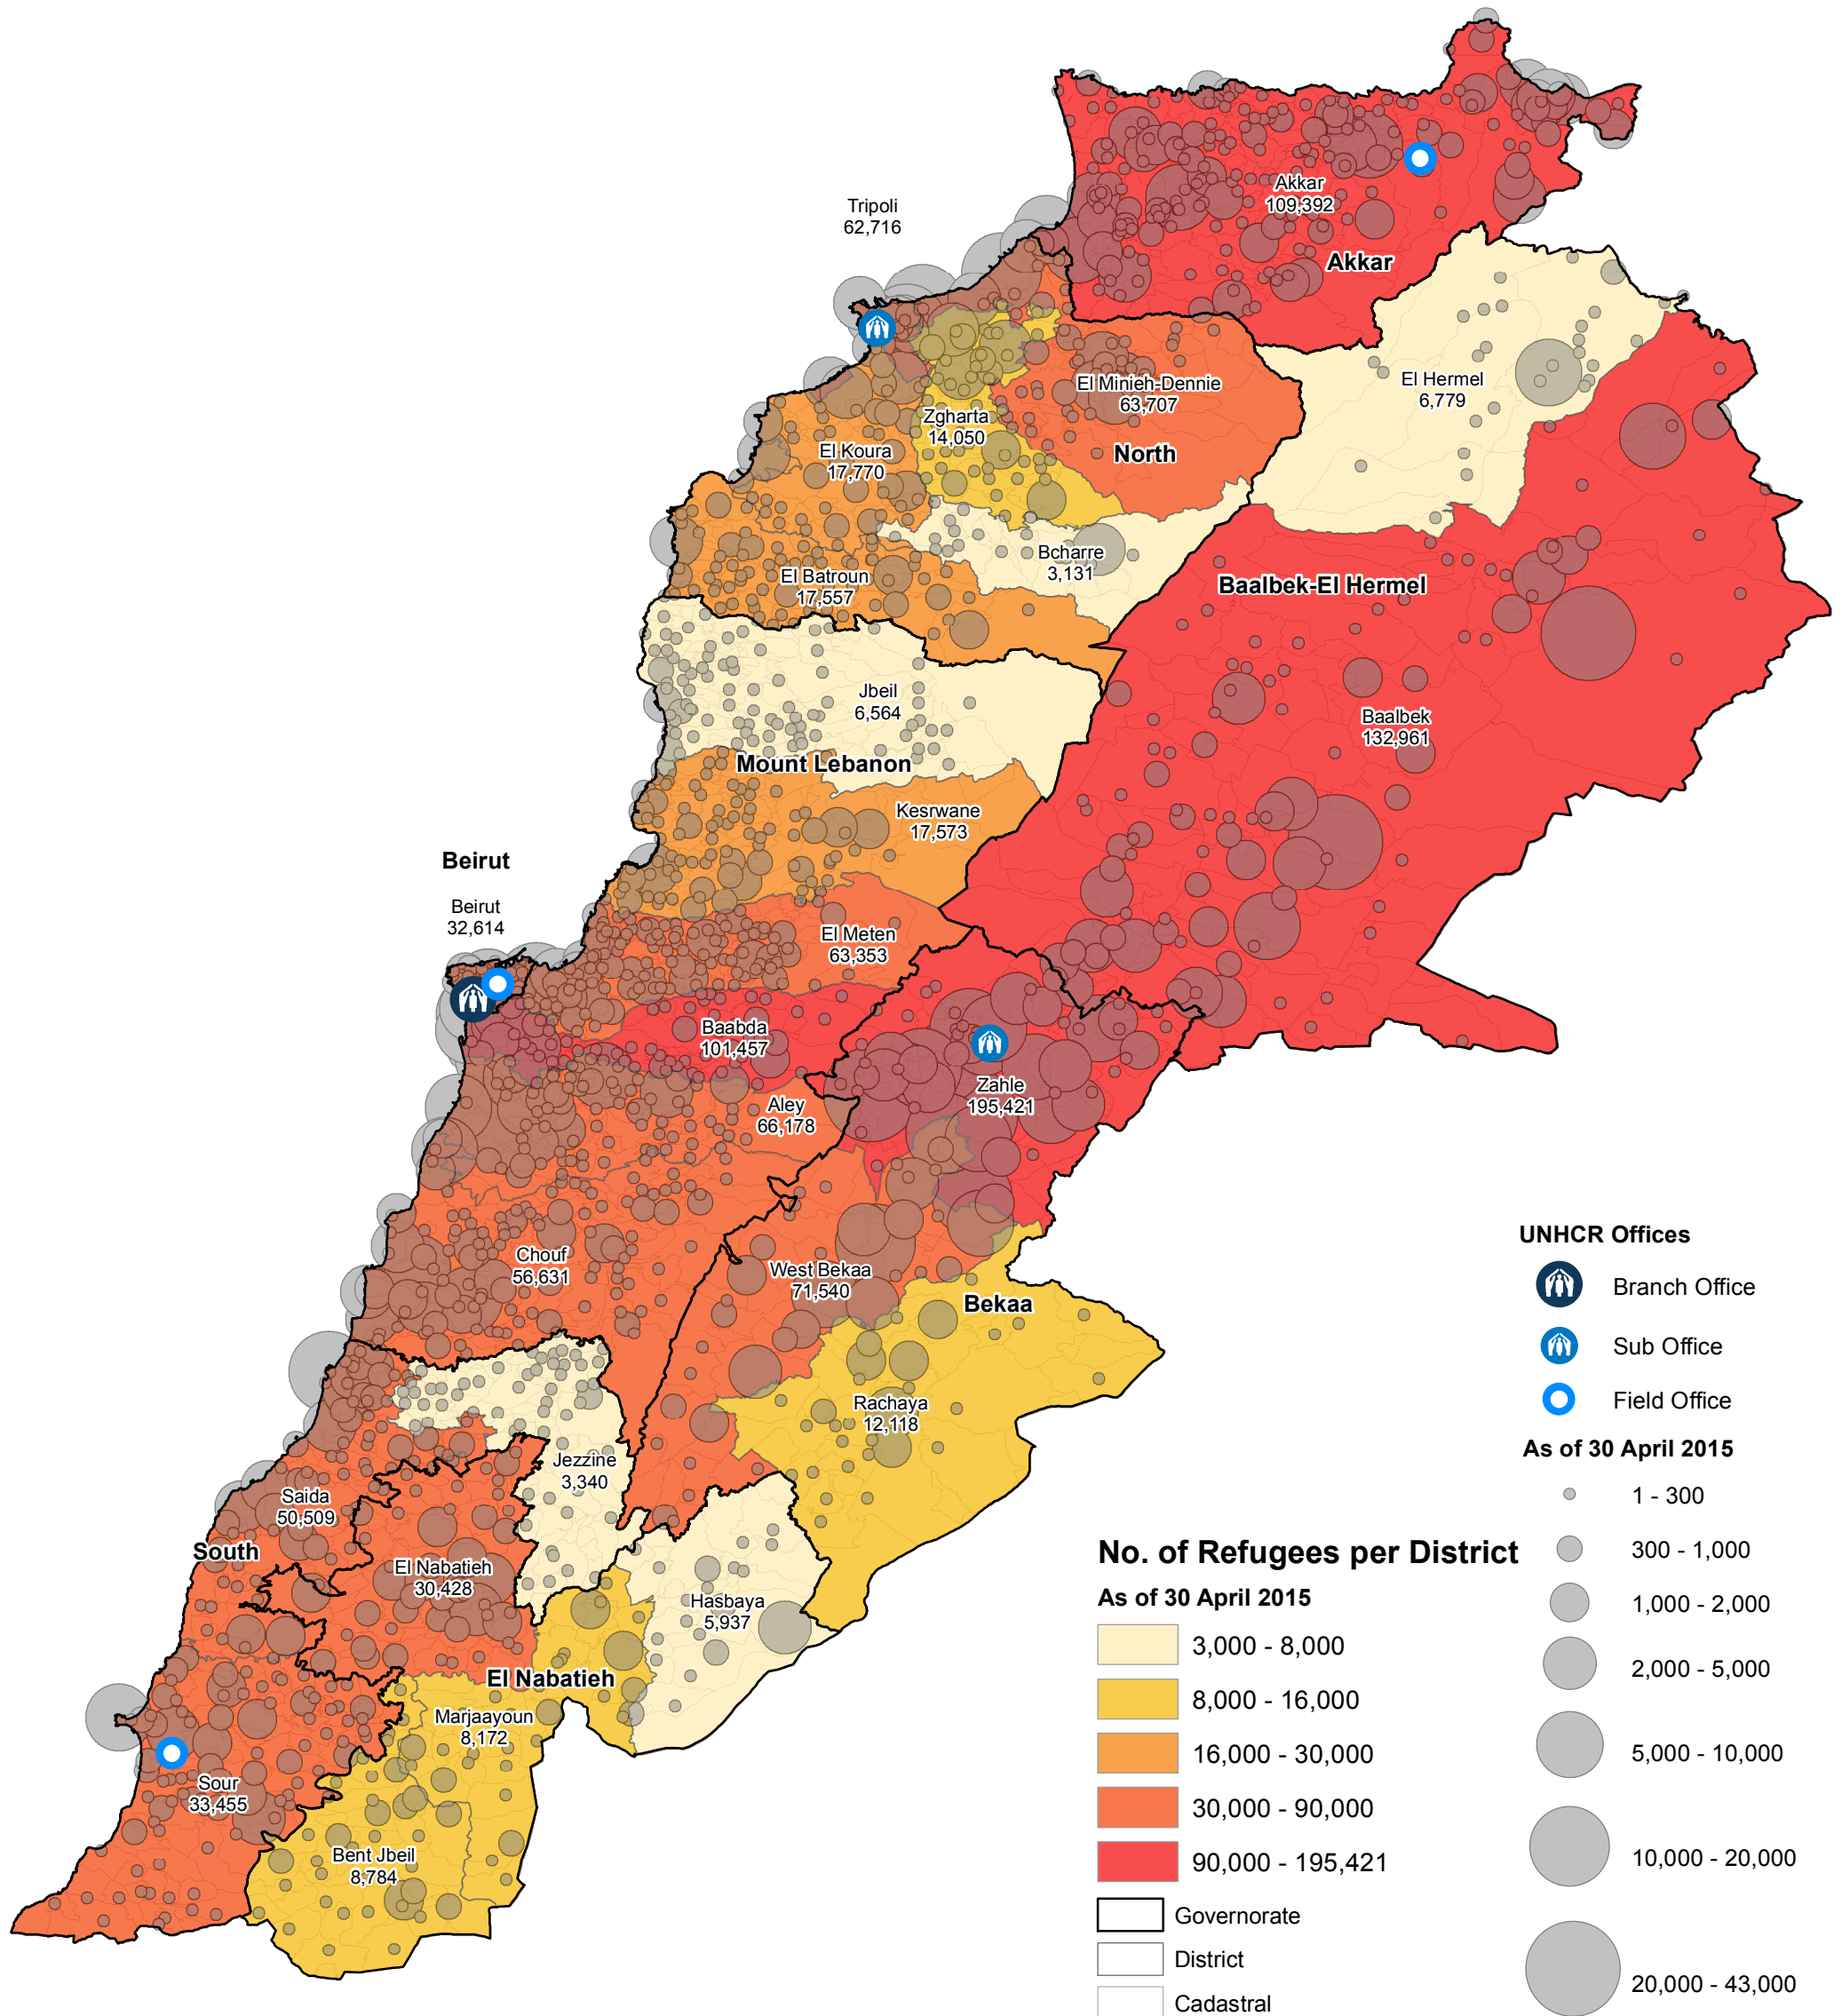 Akkar
109,392
Akkar
Tripoli
62,716
El Hermel
6,779
El Minieh-Dennie
63,707
Zgharta
14,050
North
El Koura
17,770
Bcharre
3,131
El Batroun
17,557
Baalbek-El Hermel
Jbeil
6,564
Baalbek
132,961
Mount Lebanon
Kesrwane
17,573
Beirut
Beirut
32,614
El Meten
63,353
Baabda
101,457
Zahle
195,421
Aley
66,178
Chouf
56,631
West Bekaa
71,540
Bekaa
Rachaya
12,118
Jezzine
3,340
Saida
50,509
South
El Nabatieh
30,428
Hasbaya
5,937
El Nabatieh
Marjaayoun
8,172
Sour
33,455
Bent Jbeil
8,784
UNHCR Offices
Branch Office
Sub Office
Field Office
As of 30 April 2015
1 - 300
300 - 1,000
1,000 - 2,000
2,000 - 5,000
5,000 - 10,000
10,000 - 20,000
20,000 - 43,000
No. of Refugees per District
As of 30 April 2015
3,000 - 8,000
8,000 - 16,000
16,000 - 30,000
30,000 - 90,000
90,000 - 195,421
Governorate
District
Cadastral